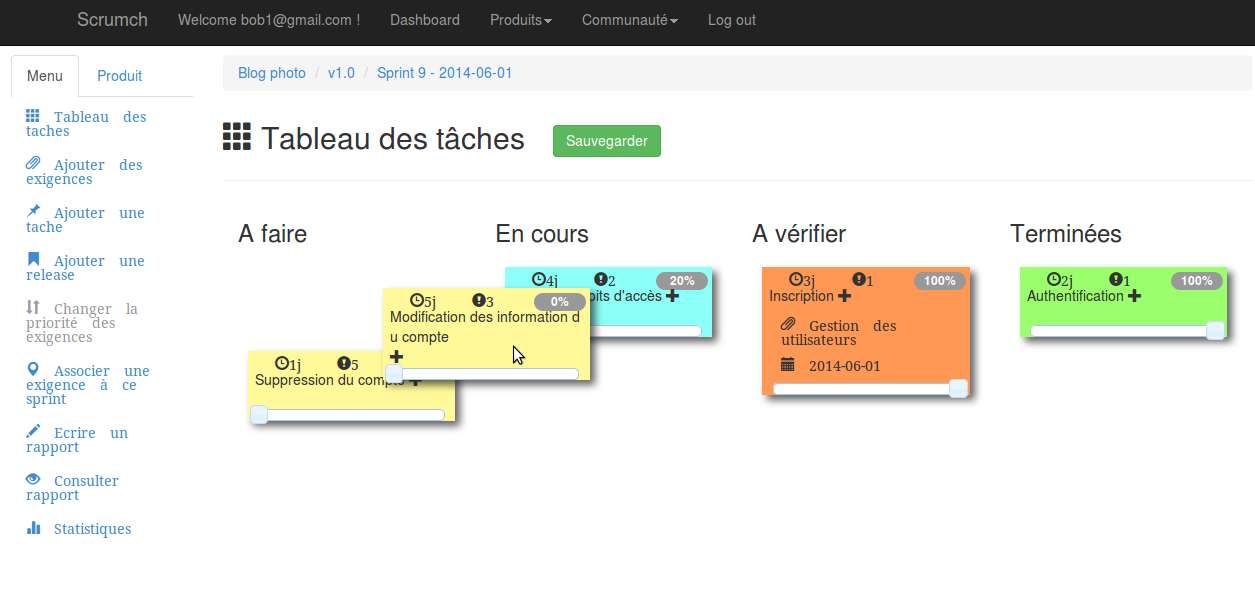 Scrumch Welcome bob1@gmail.com ! Dashboard Produits Communauté Log out
Menu Produit
Blog photo / v1.0 / Sprint 9 - 2014-06-01
Tableau des
taches
Ajouter des
exigences
Ajouter une
tache
Ajouter une
release
Changer la
priorité des
exigences
Associer une
exigence à ce
sprint
Ecrire un
rapport
Consulter
rapport
Statistiques
Tableau des tâches Sauvegarder
A faire
5j 3 0%
Modification des information d
u compte
1j 5
Suppression du compte
En cours
4j 2 20%
d'accès
A vérifier
3j 1 100%
Inscription
Gestion des
utilisateurs
2014-06-01
Terminées
2j 1 100%
Authentification